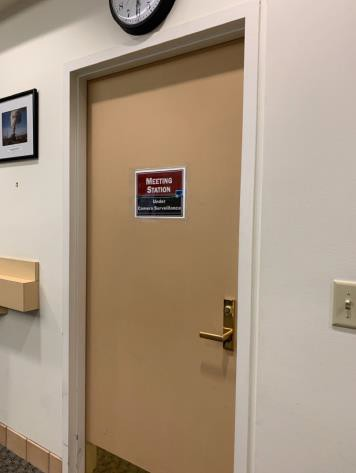 MEETING
STATION
Under
Camera Surveillance